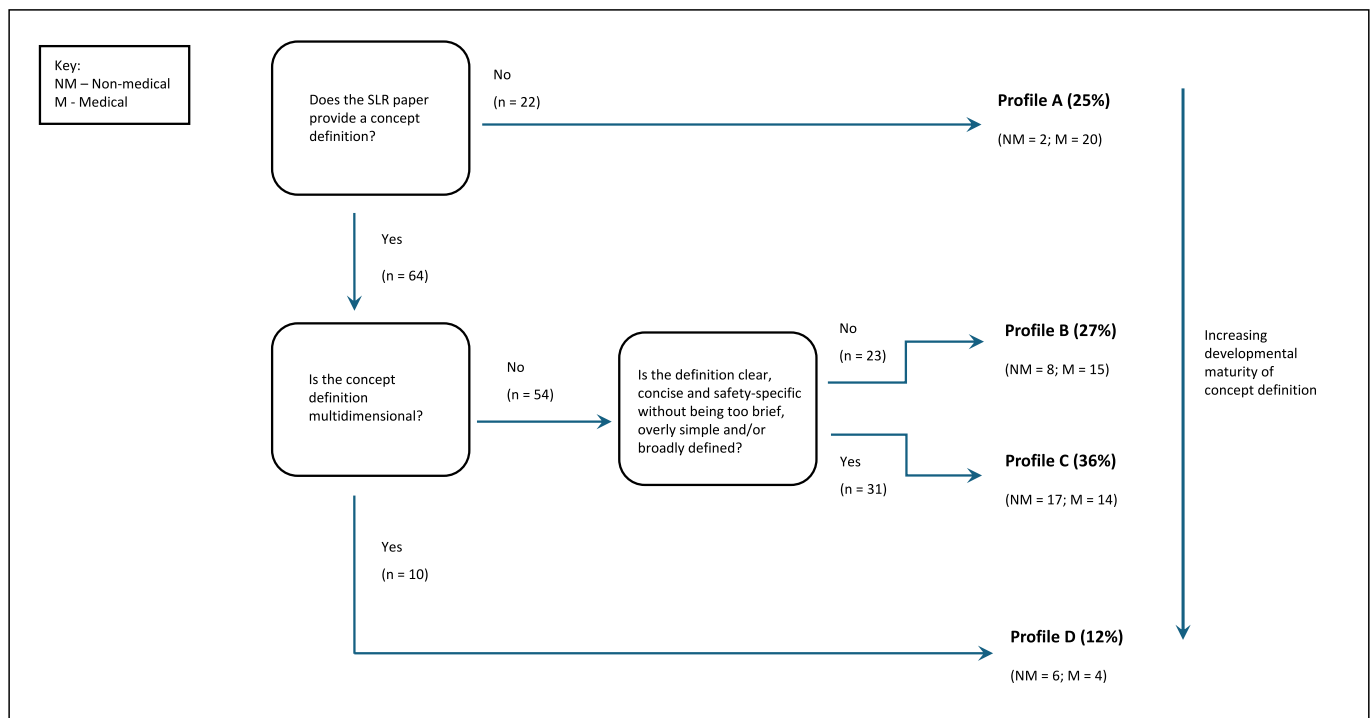 Key:
NM – Non-medical
M - Medical
Does the SLR paper
provide a concept
definition?
No
(n = 22)
Profile A (25%)
(NM = 2; M = 20)
Yes
(n = 64)
Is the concept
definition
multidimensional?
No
(n = 54)
Is the definition clear,
concise and safety-specific
without being too brief,
overly simple and/or
broadly defined?
No
(n = 23)
Profile B (27%)
(NM = 8; M = 15)
Yes
(n = 31)
Profile C (36%)
(NM = 17; M = 14)
Yes
(n = 10)
Profile D (12%)
(NM = 6; M = 4)
Increasing
developmental
maturity of
concept definition